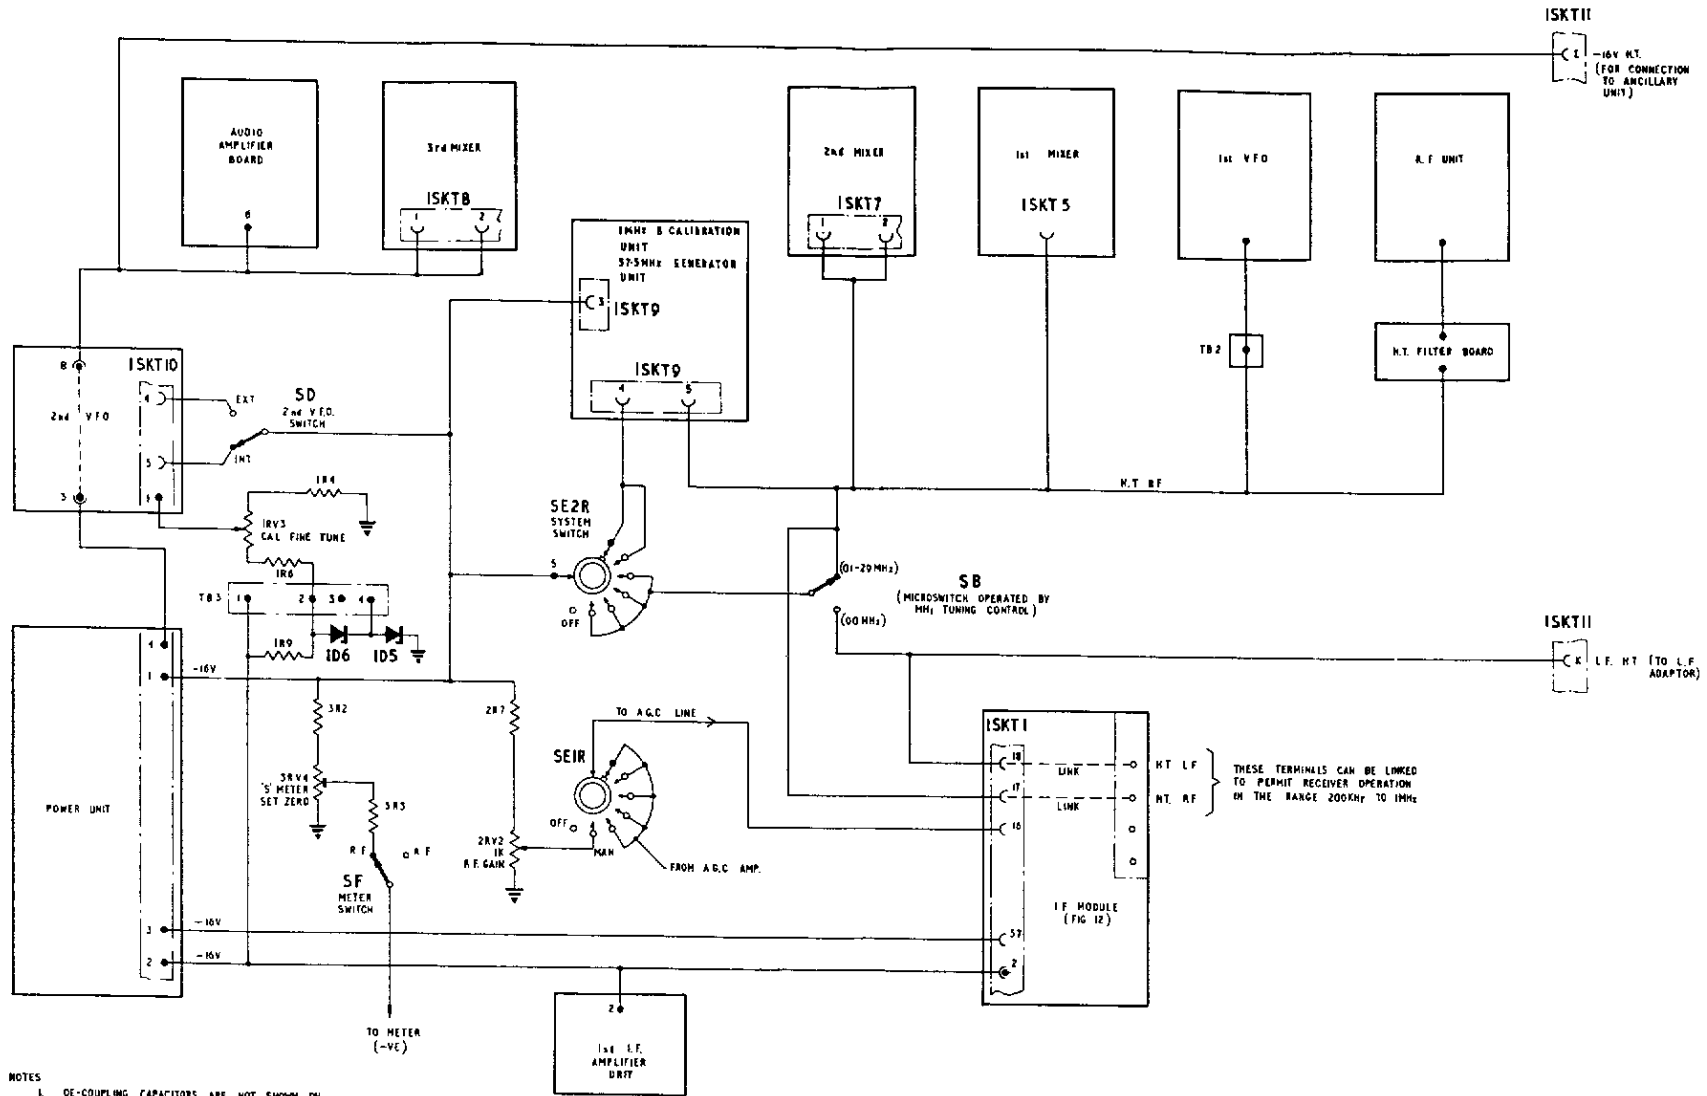 ISKT11
L
-16V H.T.
(FOR CONNECTION
TO ANCILLARY
UNIT)
AUDIO
AMPLIFIER
BOARD
6
3rd MIXER
ISKT8
1 2
2nd MIXER
ISKT7
1 2
1st MIXER
ISKT5
1st VFO
R.F UNIT
1MHz & CALIBRATION
UNIT
37·5MHz GENERATOR
UNIT
3
ISKT9
ISKT9
4 5
TB2
H.T. FILTER BOARD
8
2nd VFO
3
ISKT10
4
5
1
EXT
INT
SD
2nd V.F.O.
SWITCH
1R4
1RV3
CAL FINE TUNE
1R6
TB3
1 2 3 4
1R9
1D6
1D5
H.T RF
SE2R
SYSTEM
SWITCH
5
OFF
(01-29MHz)
SB
(MICROSWITCH OPERATED BY
MHz TUNING CONTROL)
(00MHz)
ISKT11
K
L.F. HT (TO L.F
ADAPTOR)
POWER UNIT
4
1
-16V
3
-16V
2
-16V
3R2
3RV4
'S' METER
SET ZERO
3R3
R F
R F
SF
METER
SWITCH
TO METER
(-VE)
2R7
2RV2
1K
R.F. GAIN
SE1R
OFF
MAN
TO A.G.C LINE
FROM A.G.C AMP.
ISKT1
18
LINK
HT LF
17
LINK
HT. RF
16
THESE TERMINALS CAN BE LINKED
TO PERMIT RECEIVER OPERATION
IN THE RANGE 200KHz TO 1MHz
I F MODULE
(FIG 12)
2
2
1st I.F.
AMPLIFIER
UNIT
NOTES
1. DE-COUPLING CAPACITORS ARE NOT SHOWN ON